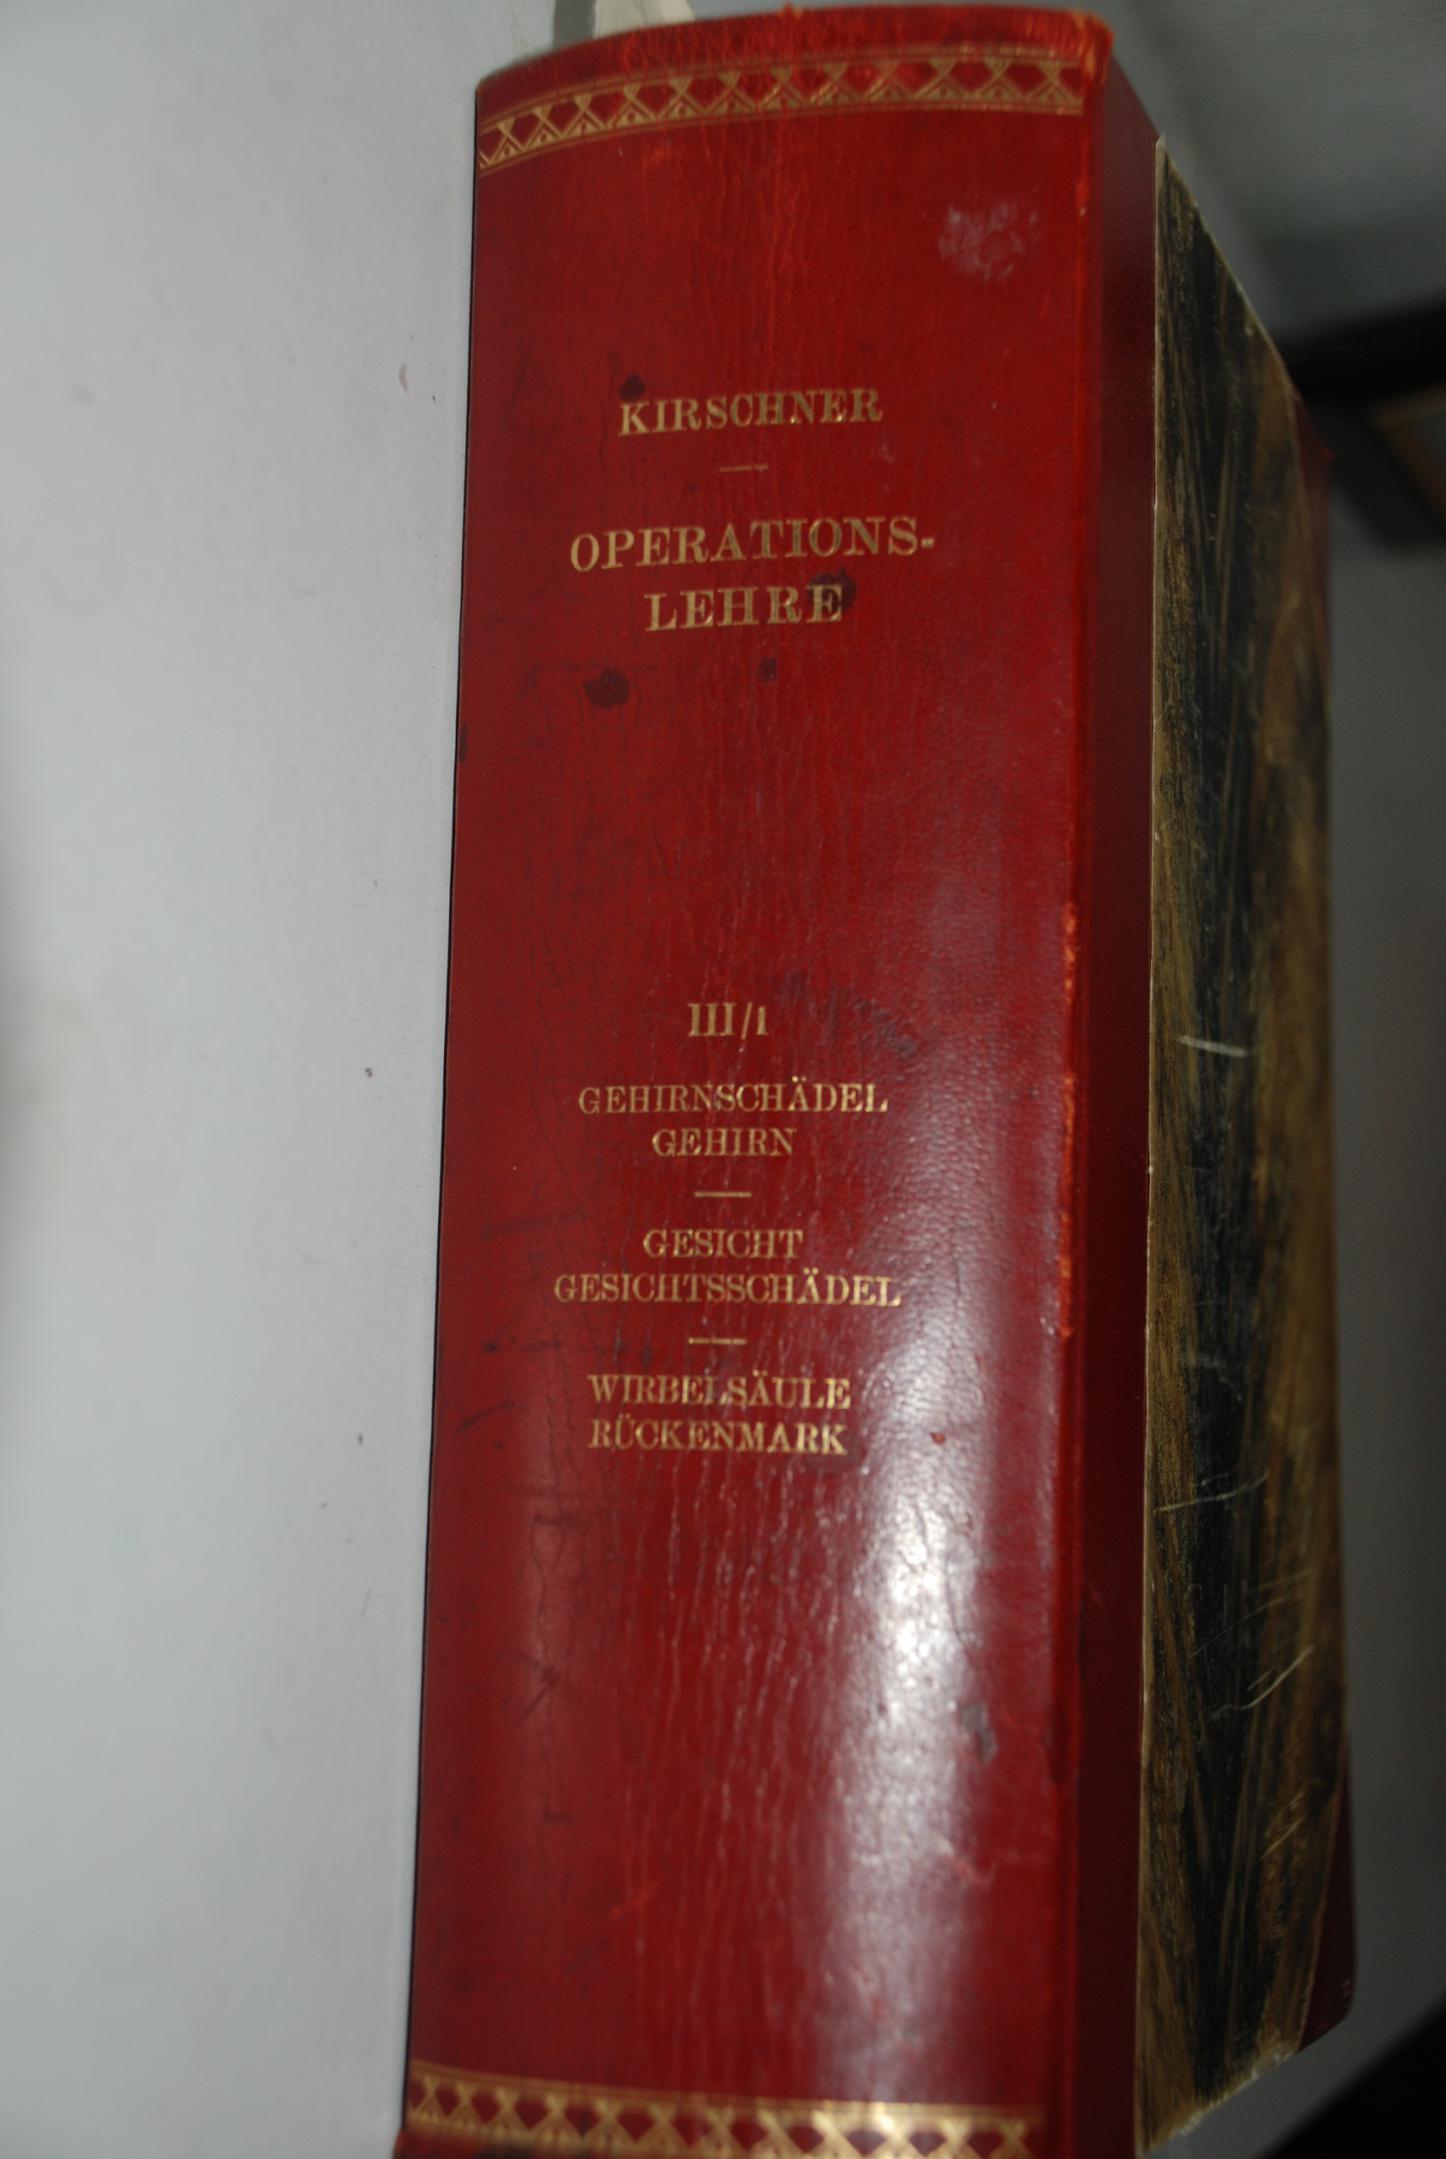 KIRSCHNER
OPERATIONS-
LEHRE
III/1
GEHIRNSCHÄDEL
GEHIRN
GESICHT
GESICHTSSCHÄDEL
WIRBELSÄULE
RÜCKENMARK